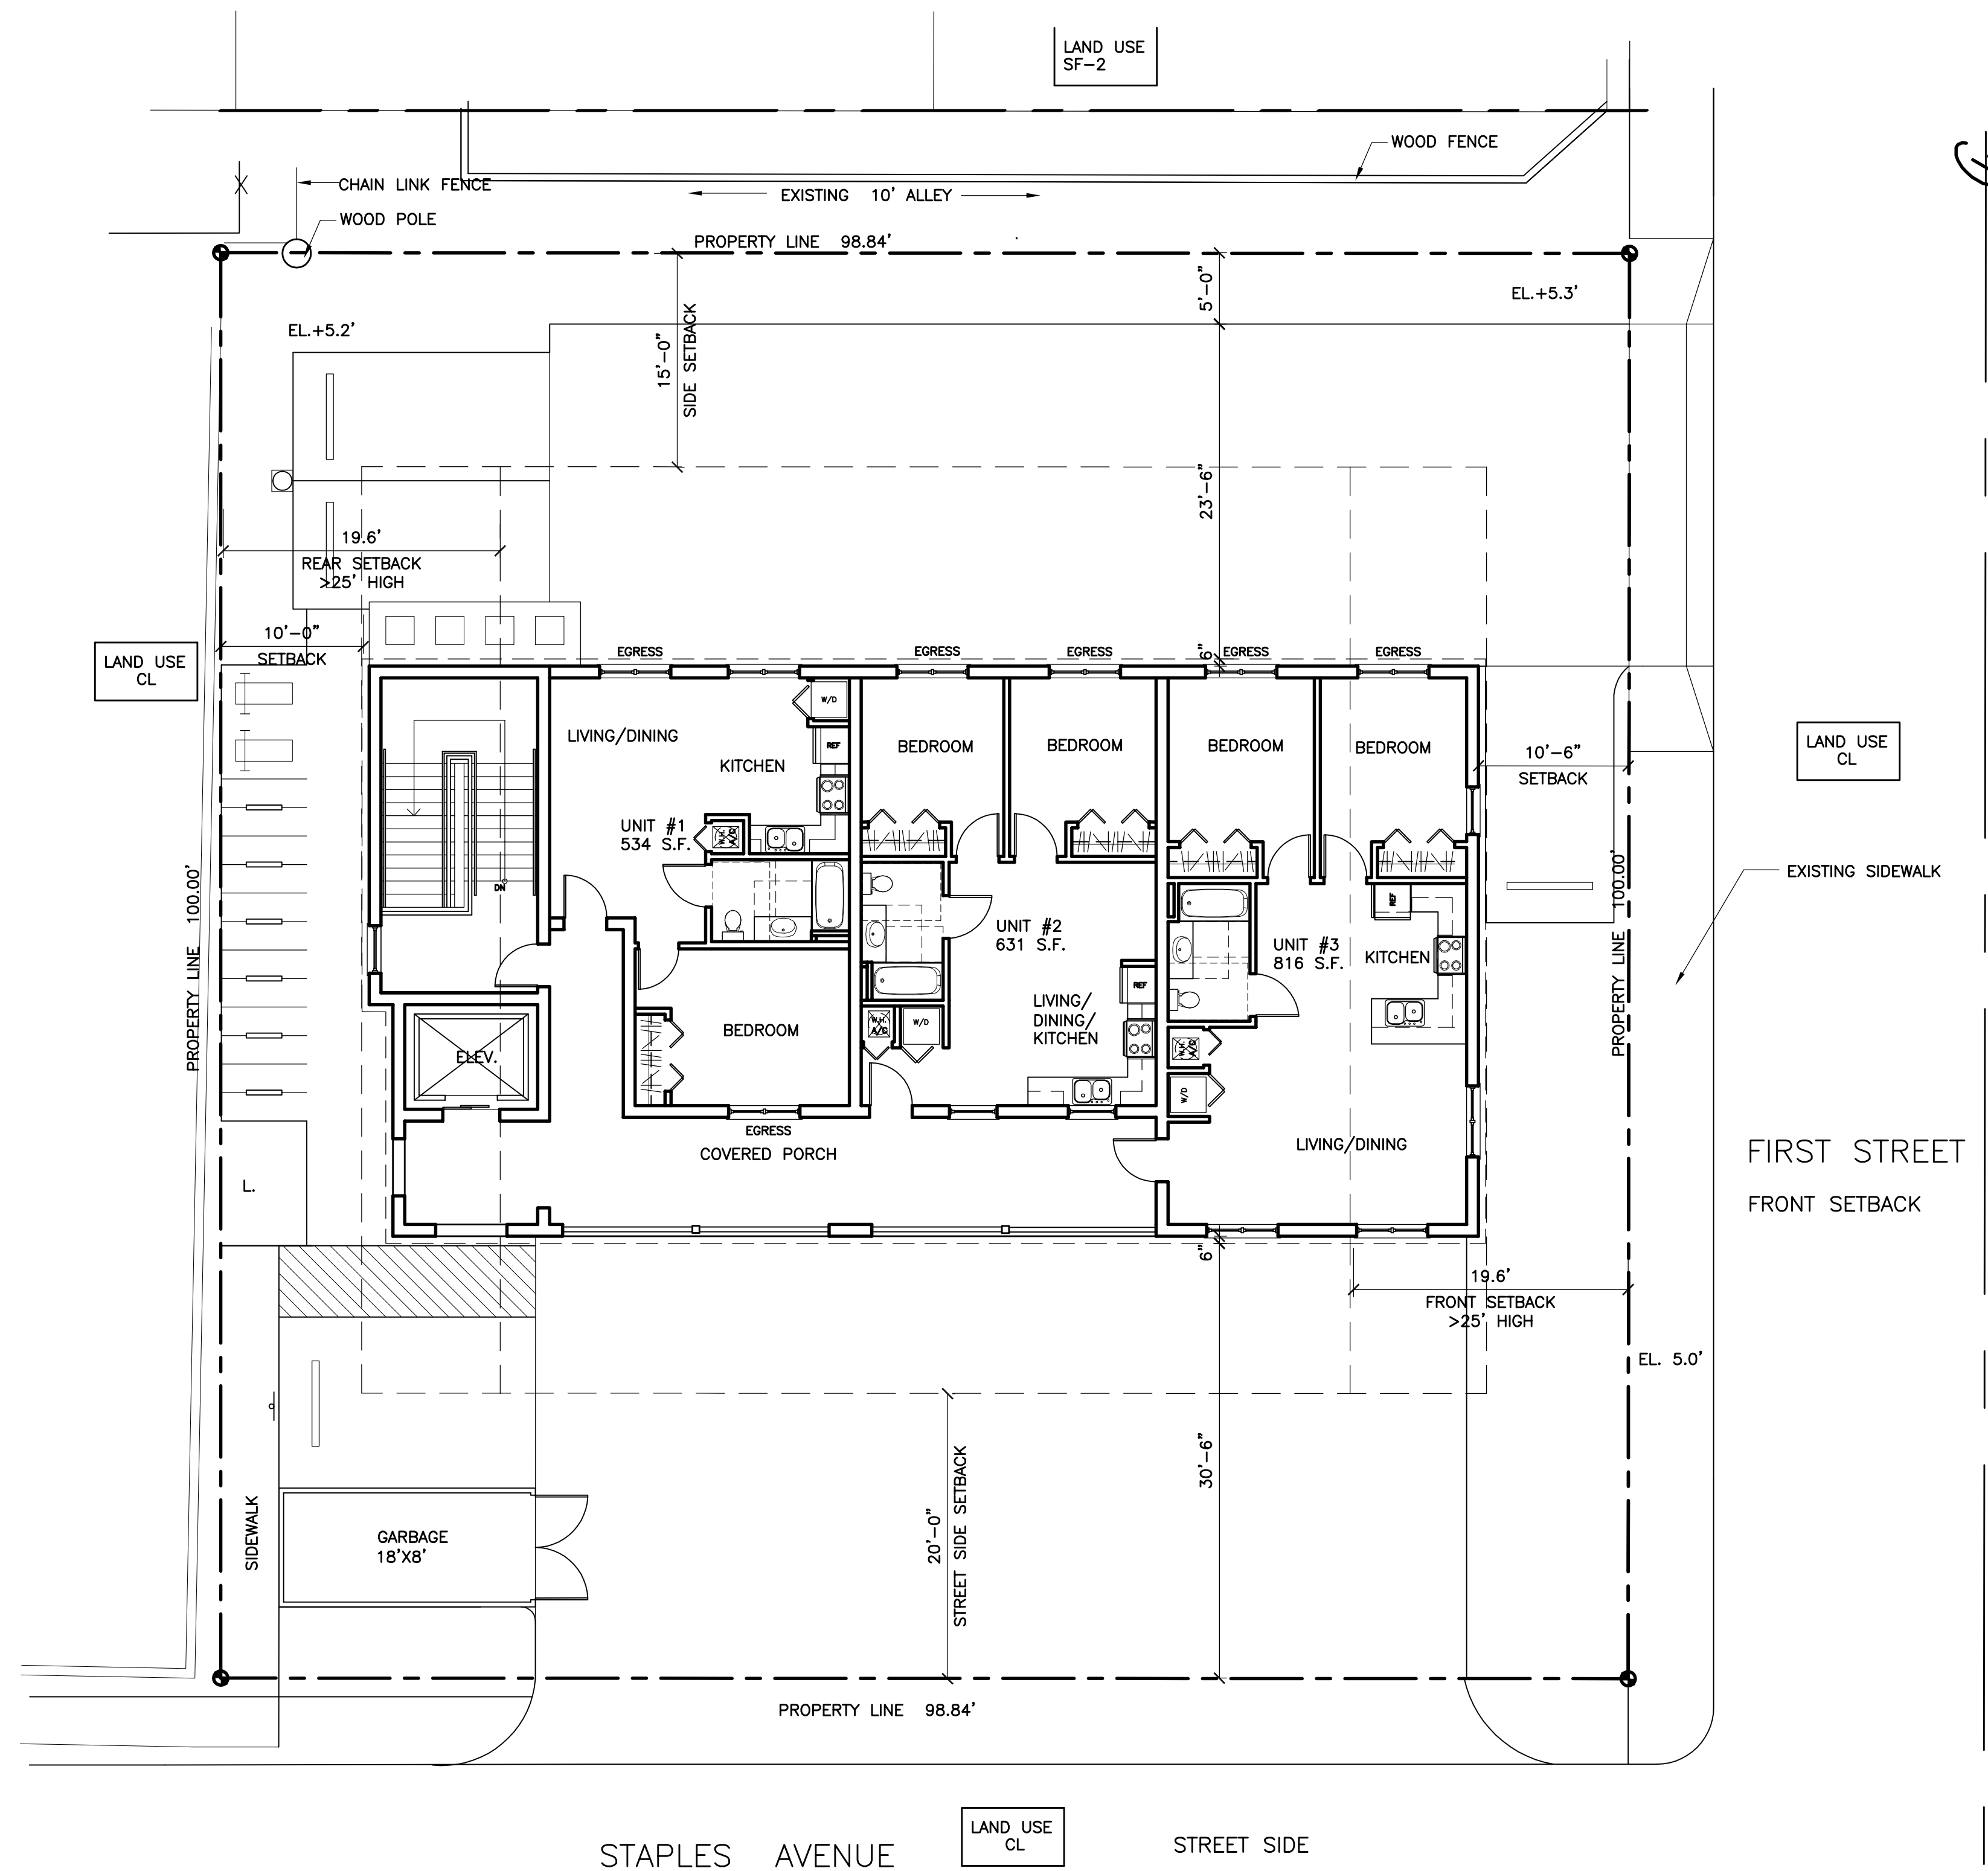 LAND USE
SF-2
WOOD FENCE
CHAIN LINK FENCE
EXISTING 10' ALLEY
WOOD POLE
PROPERTY LINE 98.84'
EL.+5.3'
EL.+5.2'
5'-0"
15'-0"
SIDE SETBACK
23'-6"
19.6'
REAR SETBACK
>25' HIGH
10'-0"
SETBACK
LAND USE
CL
EGRESS
EGRESS
EGRESS
6"
EGRESS
EGRESS
W/D
LIVING/DINING
REF
KITCHEN
BEDROOM
BEDROOM
BEDROOM
BEDROOM
LAND USE
CL
10'-6"
SETBACK
UNIT #1
534 S.F.
W.H.
A/C
DN
PROPERTY LINE 100.00'
PROPERTY LINE 100.00'
EXISTING SIDEWALK
REF
UNIT #2
631 S.F.
UNIT #3
816 S.F.
KITCHEN
REF
LIVING/
DINING/
KITCHEN
W.H.
A/C
W/D
BEDROOM
ELEV.
W.H.
A/C
W/D
EGRESS
COVERED PORCH
LIVING/DINING
FIRST STREET
FRONT SETBACK
L.
6"
19.6'
FRONT SETBACK
>25' HIGH
EL. 5.0'
30'-6"
20'-0"
STREET SIDE SETBACK
SIDEWALK
GARBAGE
18'X8'
PROPERTY LINE 98.84'
LAND USE
CL
STAPLES AVENUE
STREET SIDE